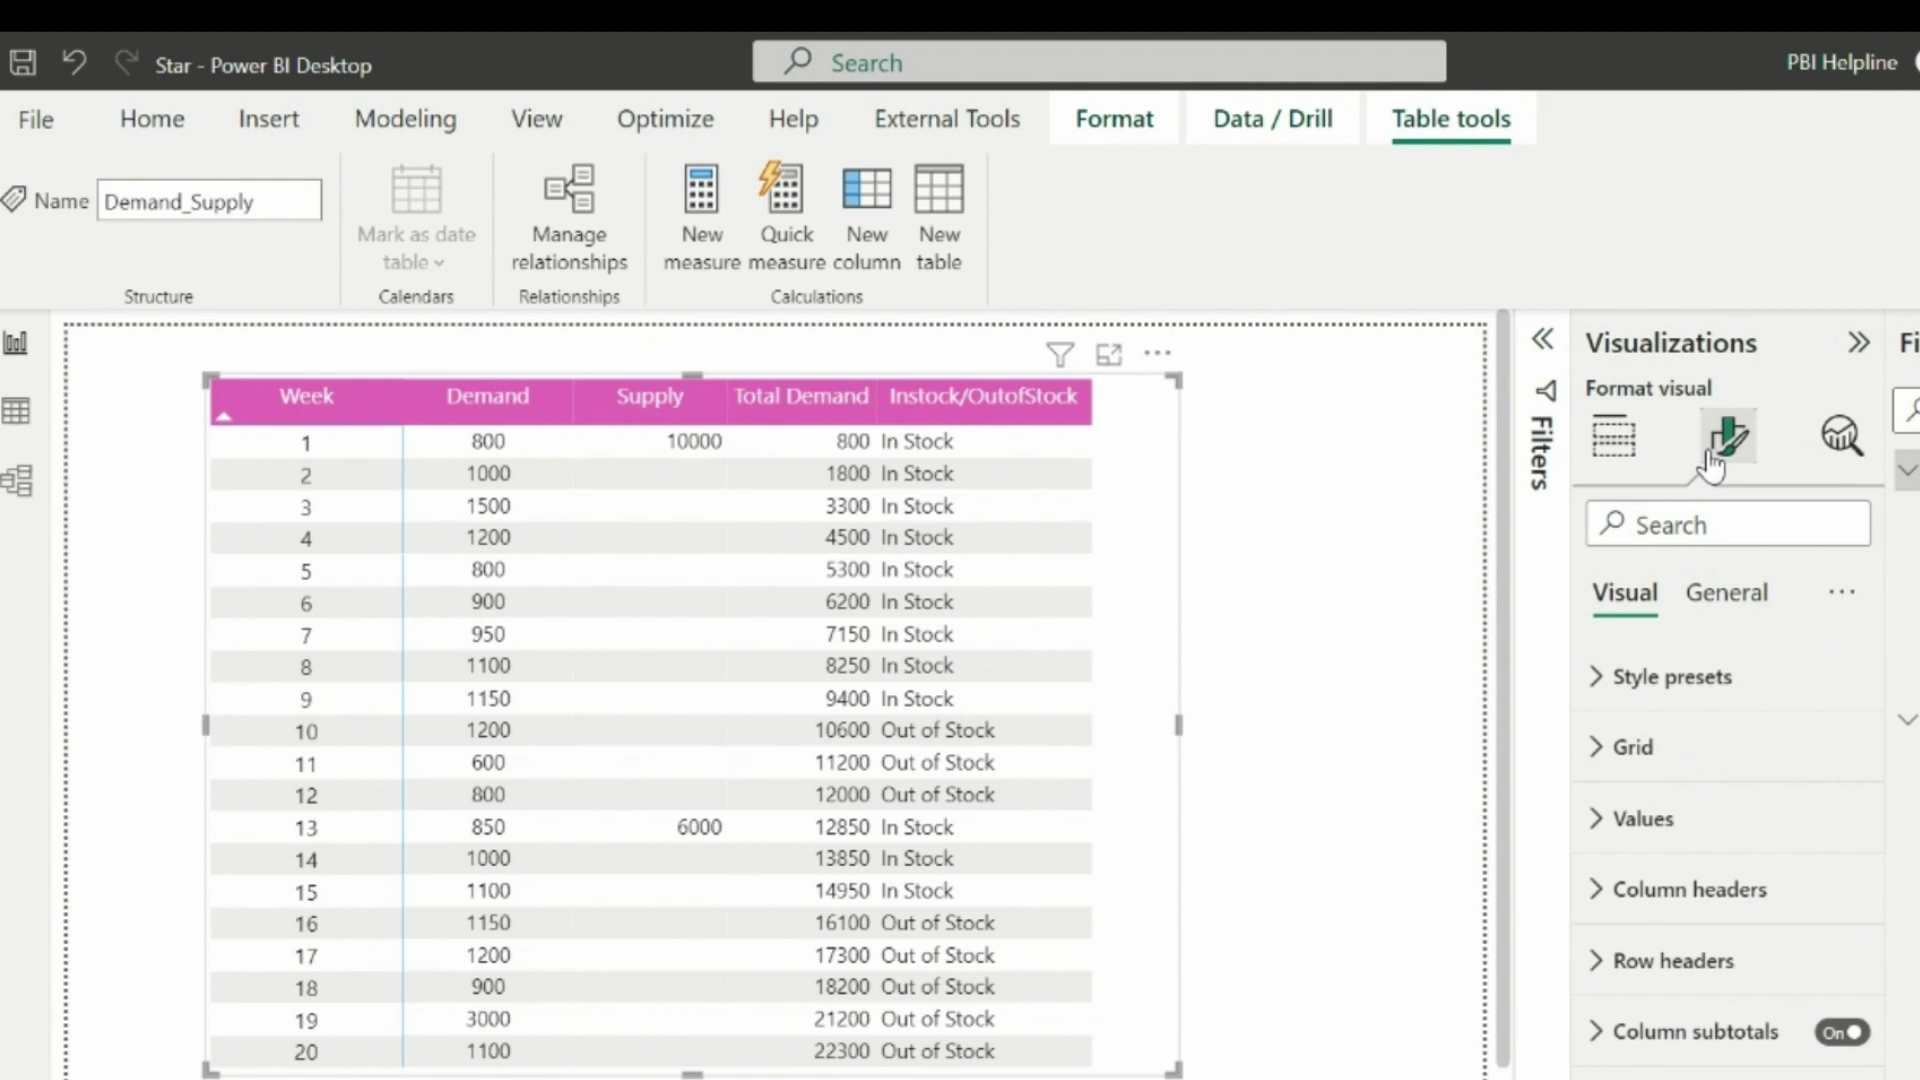 Star - Power BI Desktop
Search
PBI Helpline
File Home Insert Modeling View Optimize Help External Tools Format Data / Drill Table tools
Name Demand_Supply
Mark as date table
Manage relationships
New measure
Quick measure
New column
New table
Structure
Calendars
Relationships
Calculations
Week Demand Supply Total Demand Instock/OutofStock
1 800 10000 800 In Stock
2 1000 1800 In Stock
3 1500 3300 In Stock
4 1200 4500 In Stock
5 800 5300 In Stock
6 900 6200 In Stock
7 950 7150 In Stock
8 1100 8250 In Stock
9 1150 9400 In Stock
10 1200 10600 Out of Stock
11 600 11200 Out of Stock
12 800 12000 Out of Stock
13 850 6000 12850 In Stock
14 1000 13850 In Stock
15 1100 14950 In Stock
16 1150 16100 Out of Stock
17 1200 17300 Out of Stock
18 900 18200 Out of Stock
19 3000 21200 Out of Stock
20 1100 22300 Out of Stock
Filters
Visualizations
Format visual
Search
Visual General
Style presets
Grid
Values
Column headers
Row headers
Column subtotals On
Fi